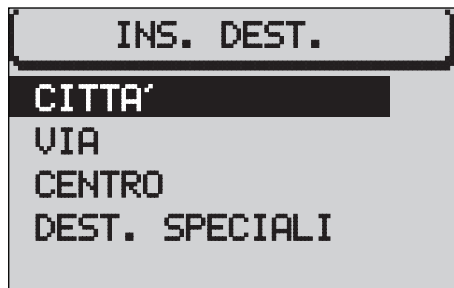 INS. DEST.
CITTA´
VIA
CENTRO
DEST. SPECIALI